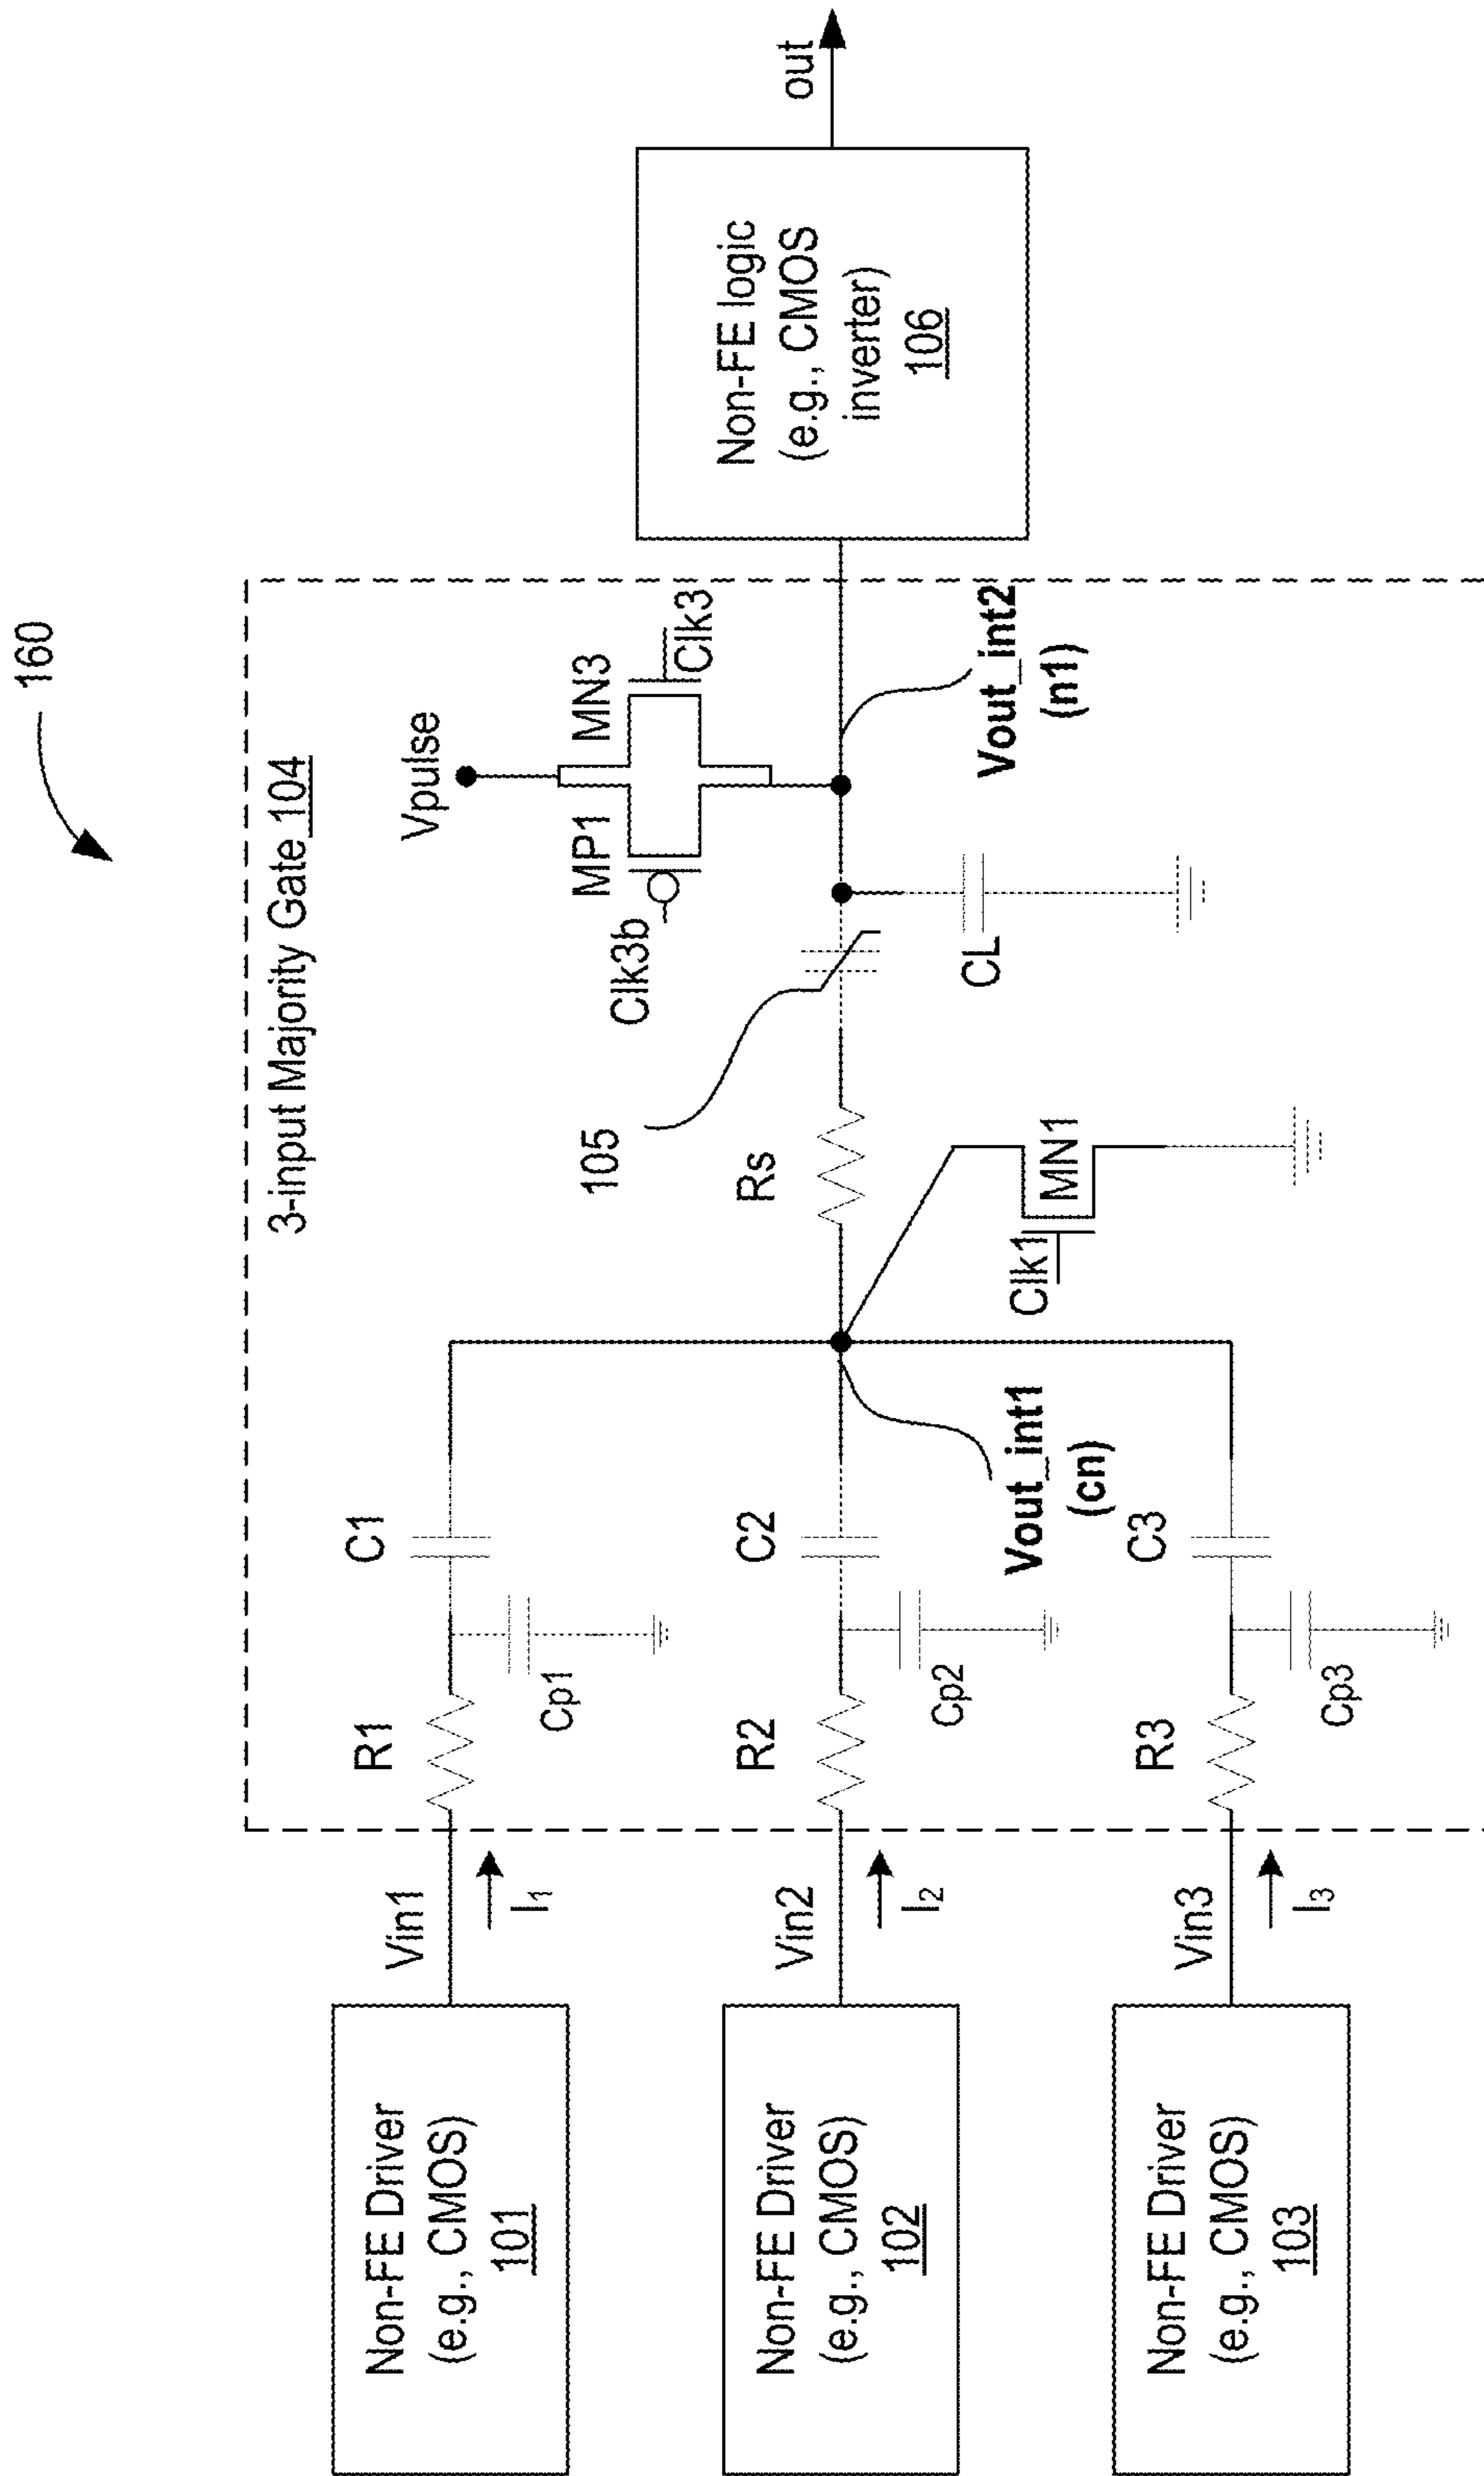 160
3-input Majority Gate 104
Non-FE Driver
(e.g., CMOS)
101
Vin1
I1
R1
Cp1
C1
Non-FE Driver
(e.g., CMOS)
102
Vin2
I2
R2
Cp2
C2
Non-FE Driver
(e.g., CMOS)
103
Vin3
I3
R3
Cp3
C3
Vout_int1
(cn)
Clk1
MN1
Rs
105
CL
Vpulse
Clk3b
MP1
MN3
Clk3
Vout_int2
(n1)
Non-FE logic
(e.g., CMOS
inverter)
106
out